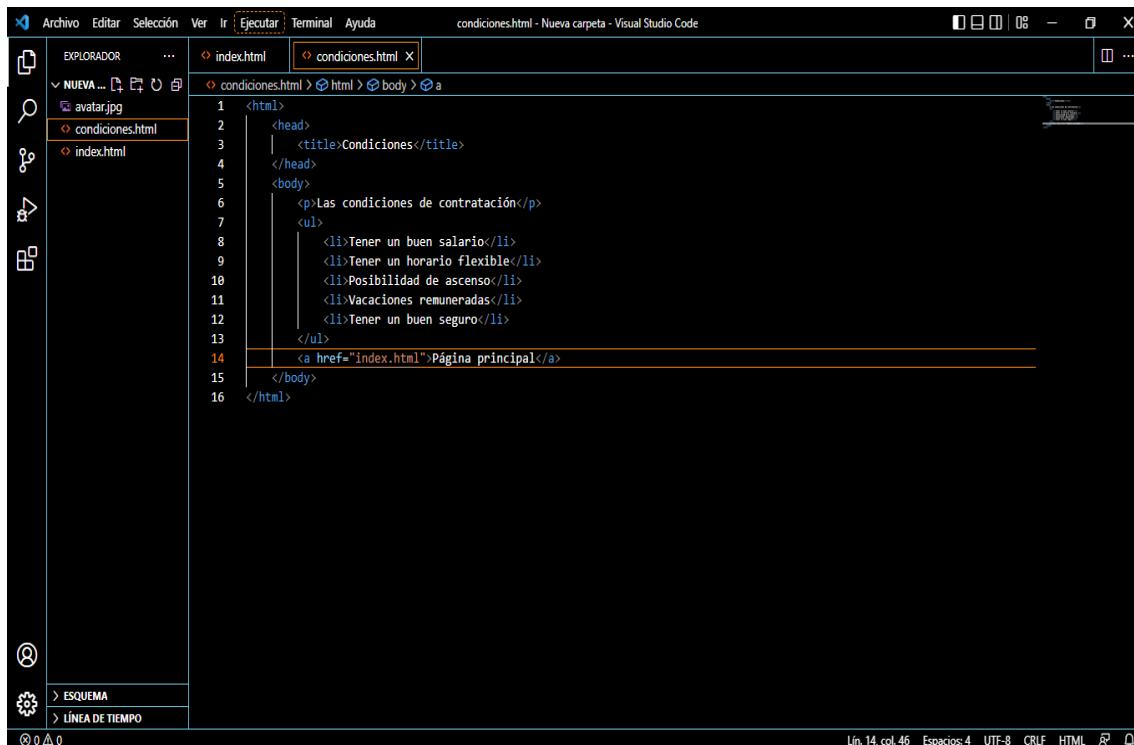 Archivo Editar Selección Ver Ir Ejecutar Terminal Ayuda condiciones.html - Nueva carpeta - Visual Studio Code
EXPLORADOR ...
index.html
condiciones.html
NUEVA ...
condiciones.html > html > body > a
avatar.jpg
condiciones.html
index.html
1 <html>
2 <head>
3 <title>Condiciones</title>
4 </head>
5 <body>
6 <p>Las condiciones de contratación</p>
7 <ul>
8 <li>Tener un buen salario</li>
9 <li>Tener un horario flexible</li>
10 <li>Posibilidad de ascenso</li>
11 <li>Vacaciones remuneradas</li>
12 <li>Tener un buen seguro</li>
13 </ul>
14 <a href="index.html">Página principal</a>
15 </body>
16 </html>
ESQUEMA
LÍNEA DE TIEMPO
0 0 Lín. 14, col. 46 Espacios: 4 UTF-8 CRLF HTML